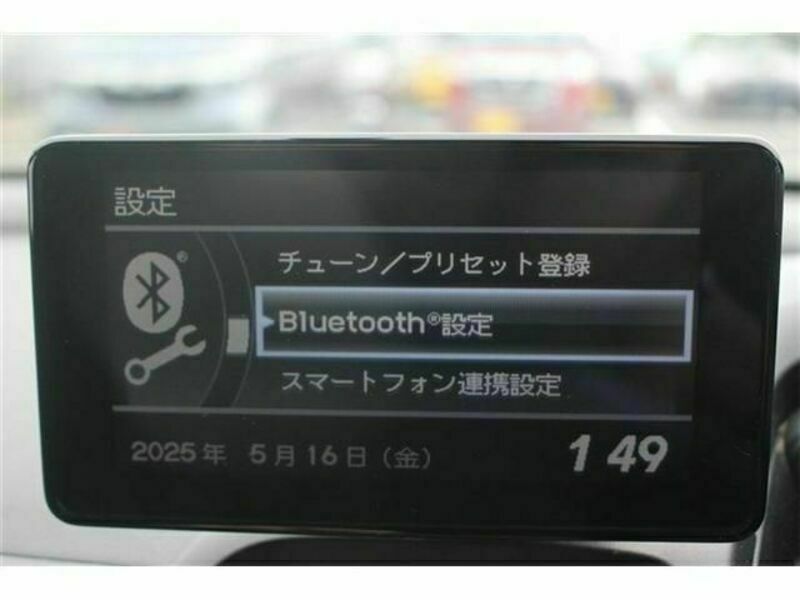 設定
チューン／プリセット登録
Bluetooth®設定
スマートフォン連携設定
2025年 5月16日（金） 1 49